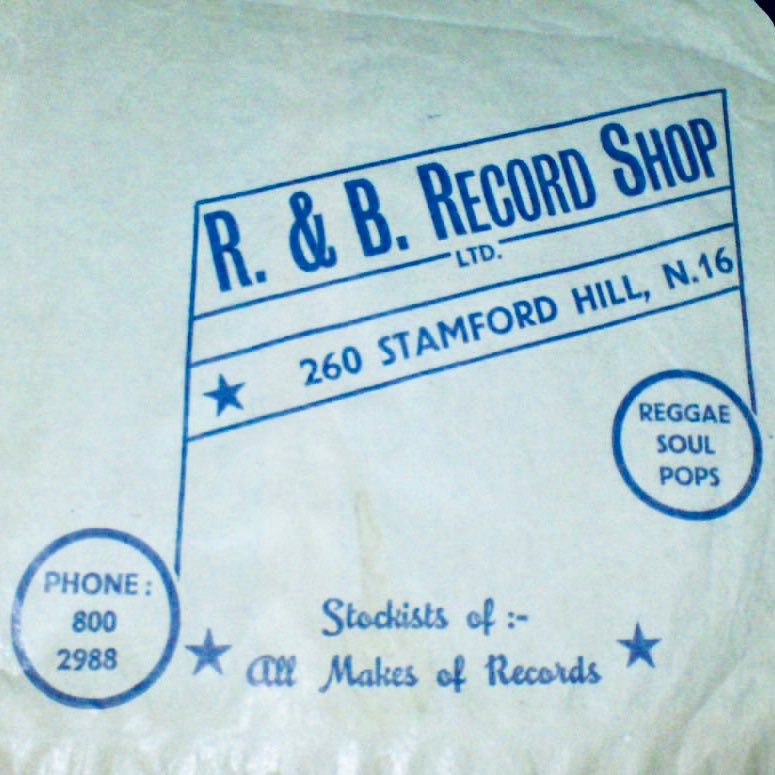 R. & B. RECORD SHOP
LTD.
260 STAMFORD HILL, N.16
REGGAE
SOUL
POPS
PHONE:
800
2988
Stockists of :-
All Makes of Records